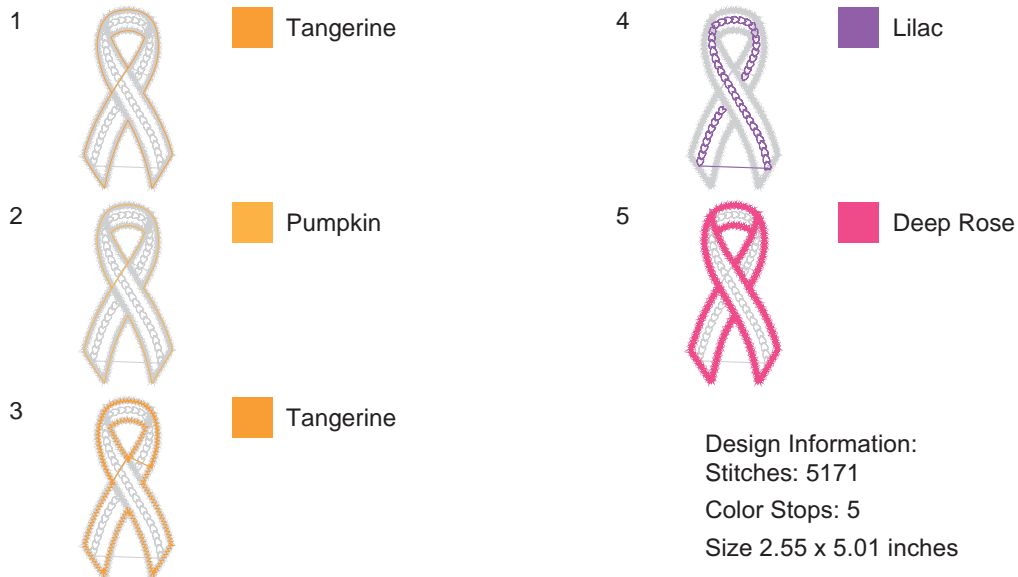 1 Tangerine
2 Pumpkin
3 Tangerine
4 Lilac
5 Deep Rose
Design Information:
Stitches: 5171
Color Stops: 5
Size 2.55 x 5.01 inches